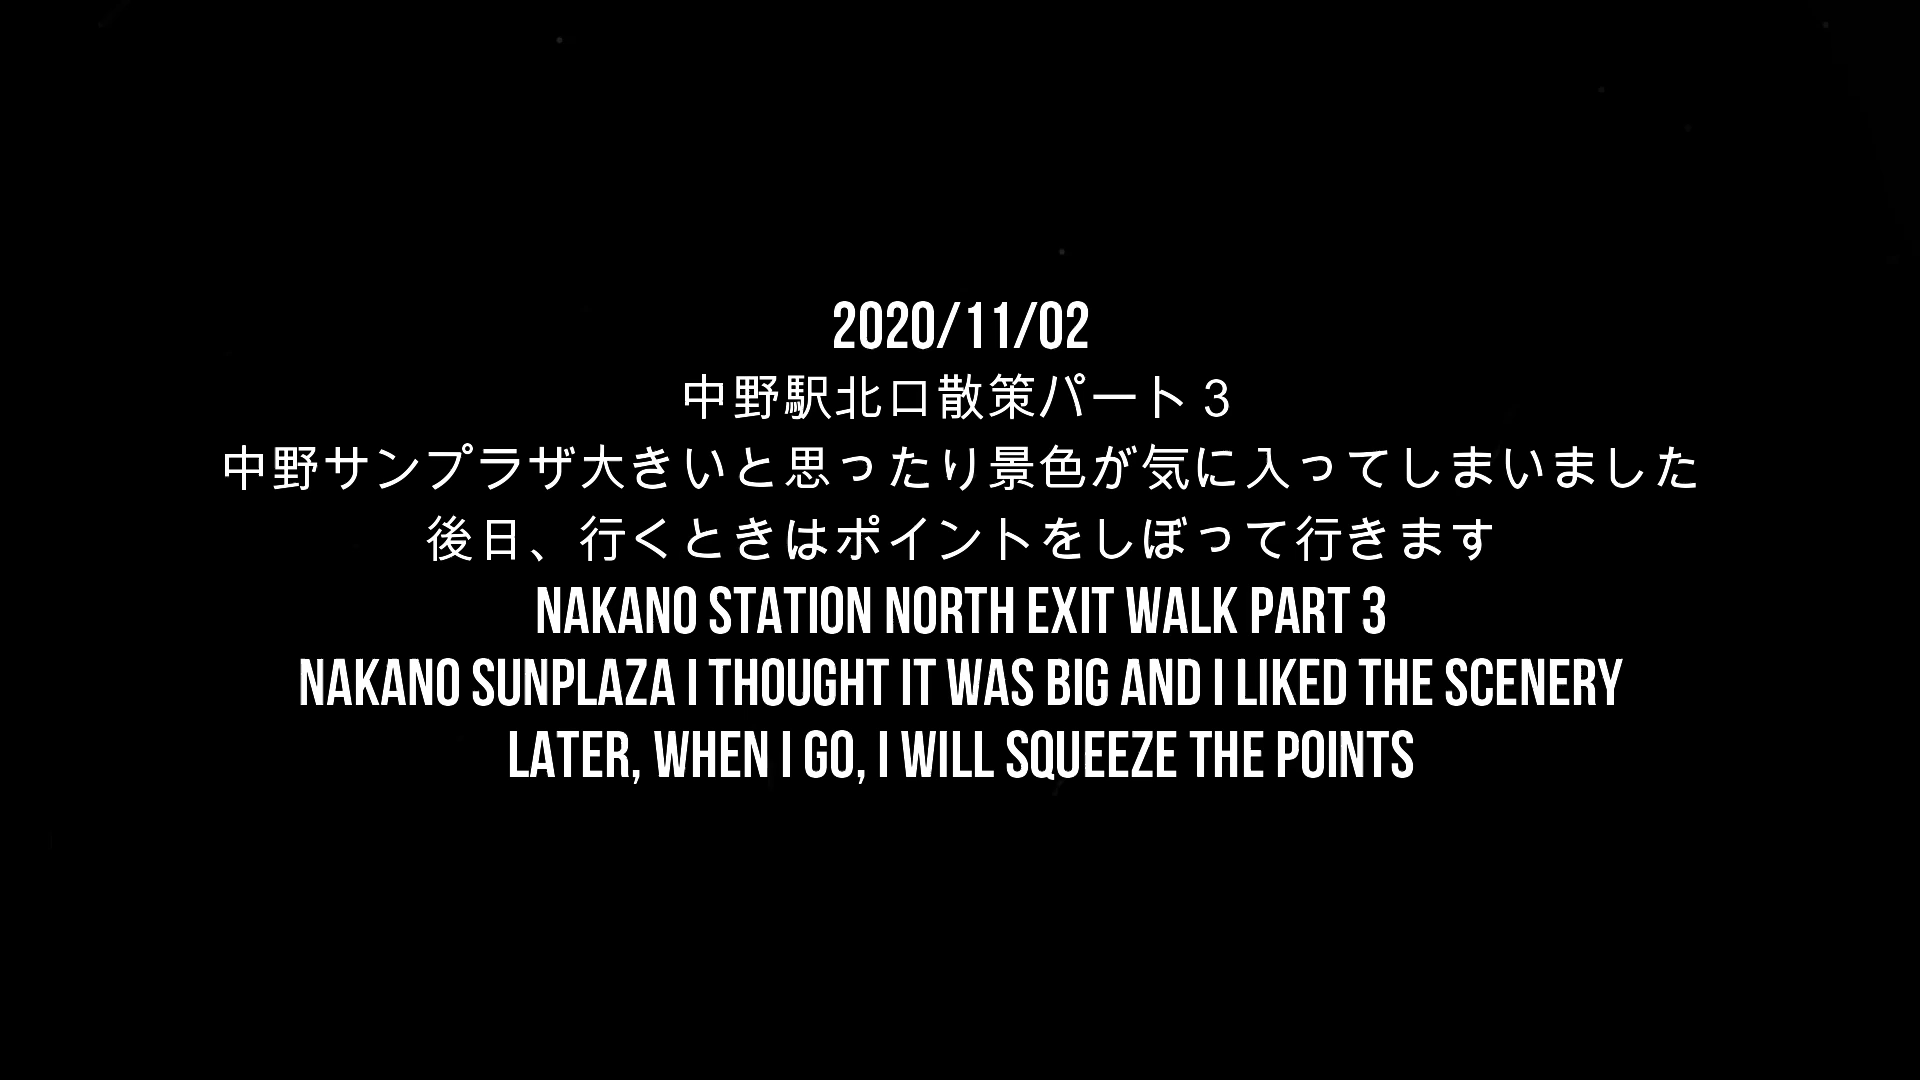 2020/11/02
中野駅北口散策パート3
中野サンプラザ大きいと思ったり景色が気に入ってしまいました
後日、行くときはポイントをしぼって行きます
NAKANO STATION NORTH EXIT WALK PART 3
NAKANO SUNPLAZA I THOUGHT IT WAS BIG AND I LIKED THE SCENERY
LATER, WHEN I GO, I WILL SQUEEZE THE POINTS